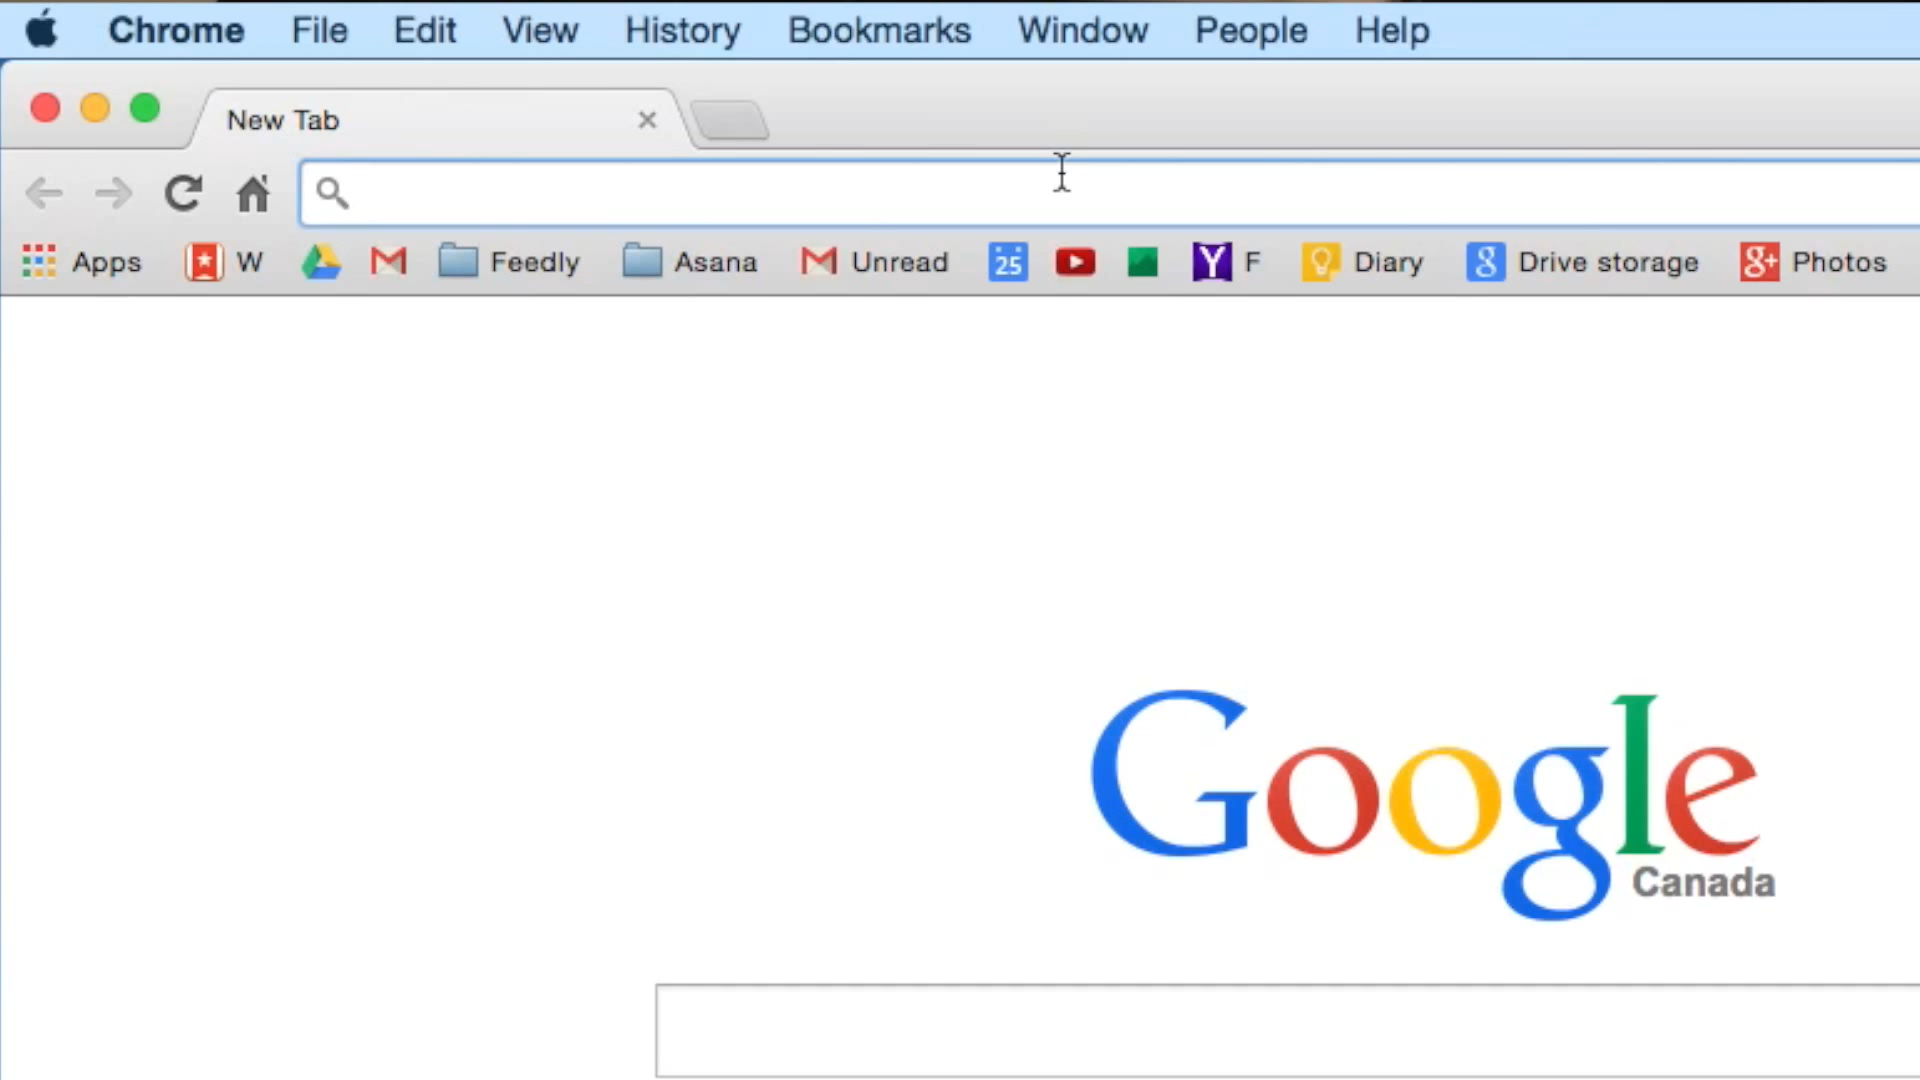 Chrome File Edit View History Bookmarks Window People Help
New Tab
Apps W Feedly Asana Unread 25 Y F Diary g Drive storage g+ Photos
Google
Canada